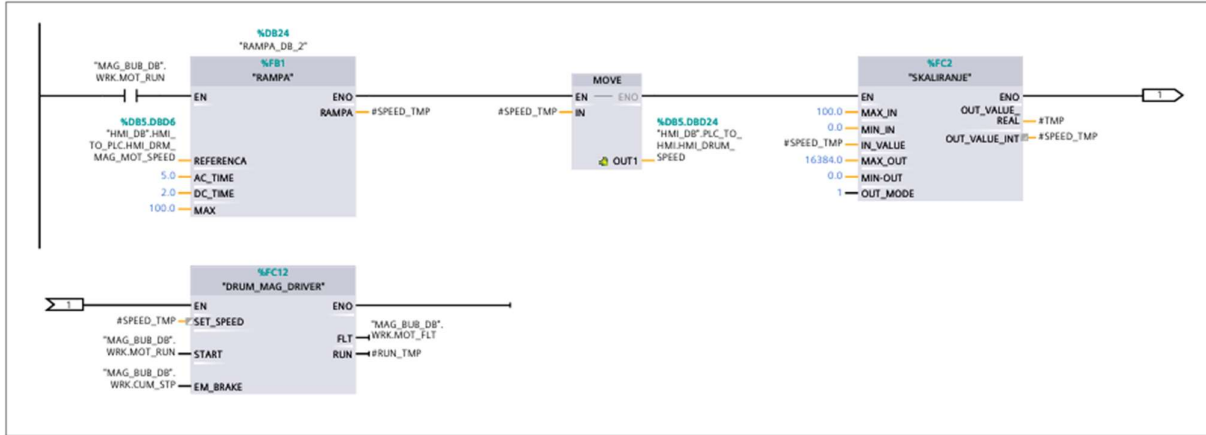 %DB24
"RAMPA_DB_2"
%FB1
"RAMPA"
"MAG_BUB_DB".
WRK.MOT_RUN
EN
ENO
RAMPA
#SPEED_TMP
%DB5.DBD6
"HMI_DB".HMI_
TO_PLC.HMI_DRM_
MAG_MOT_SPEED
REFERENCA
5.0
AC_TIME
2.0
DC_TIME
100.0
MAX
MOVE
EN
ENO
#SPEED_TMP
IN
OUT1
%DB5.DBD24
"HMI_DB".PLC_TO_
HMI.HMI_DRUM_
SPEED
%FC2
"SKALIRANJE"
EN
ENO
100.0
MAX_IN
0.0
MIN_IN
#SPEED_TMP
IN_VALUE
16384.0
MAX_OUT
0.0
MIN-OUT
1
OUT_MODE
OUT_VALUE_
REAL
#TMP
OUT_VALUE_INT
#SPEED_TMP
1
1
%FC12
"DRUM_MAG_DRIVER"
EN
ENO
#SPEED_TMP
SET_SPEED
"MAG_BUB_DB".
WRK.MOT_RUN
START
"MAG_BUB_DB".
WRK.CUM_STP
EM_BRAKE
FLT
"MAG_BUB_DB".
WRK.MOT_FLT
RUN
#RUN_TMP